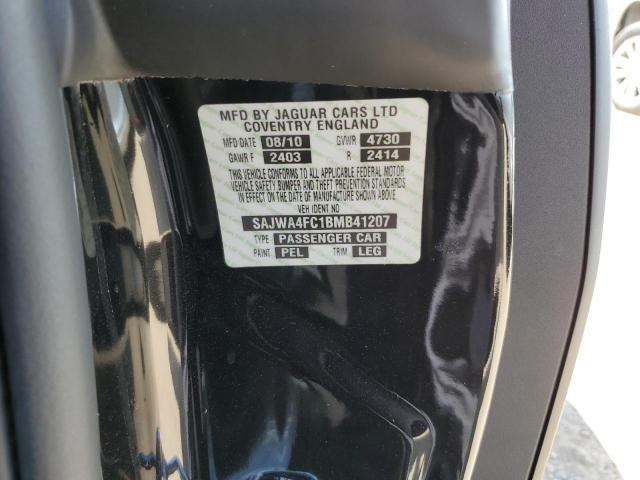 MFD BY JAGUAR CARS LTD
COVENTRY ENGLAND
MFD DATE 08/10 GVWR 4730
GAWR F 2403 R 2414
THIS VEHICLE CONFORMS TO ALL APPLICABLE FEDERAL MOTOR
VEHICLE SAFETY BUMPER AND THEFT PREVENTION STANDARDS
IN EFFECT ON THE DATE OF MANUFACTURE SHOWN ABOVE
VEH IDENT NO
SAJWA4FC1BMB41207
TYPE PASSENGER CAR
PAINT PEL TRIM LEG